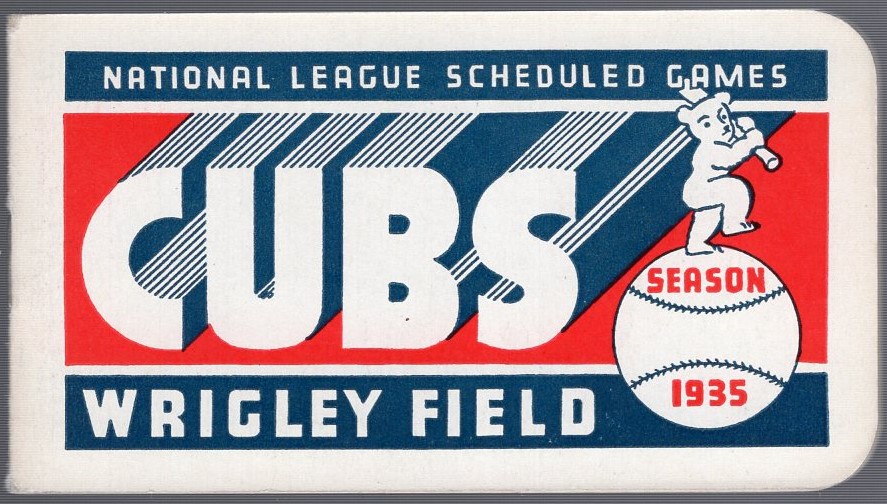 NATIONAL LEAGUE SCHEDULED GAMES
CUBS
SEASON
1935
WRIGLEY FIELD